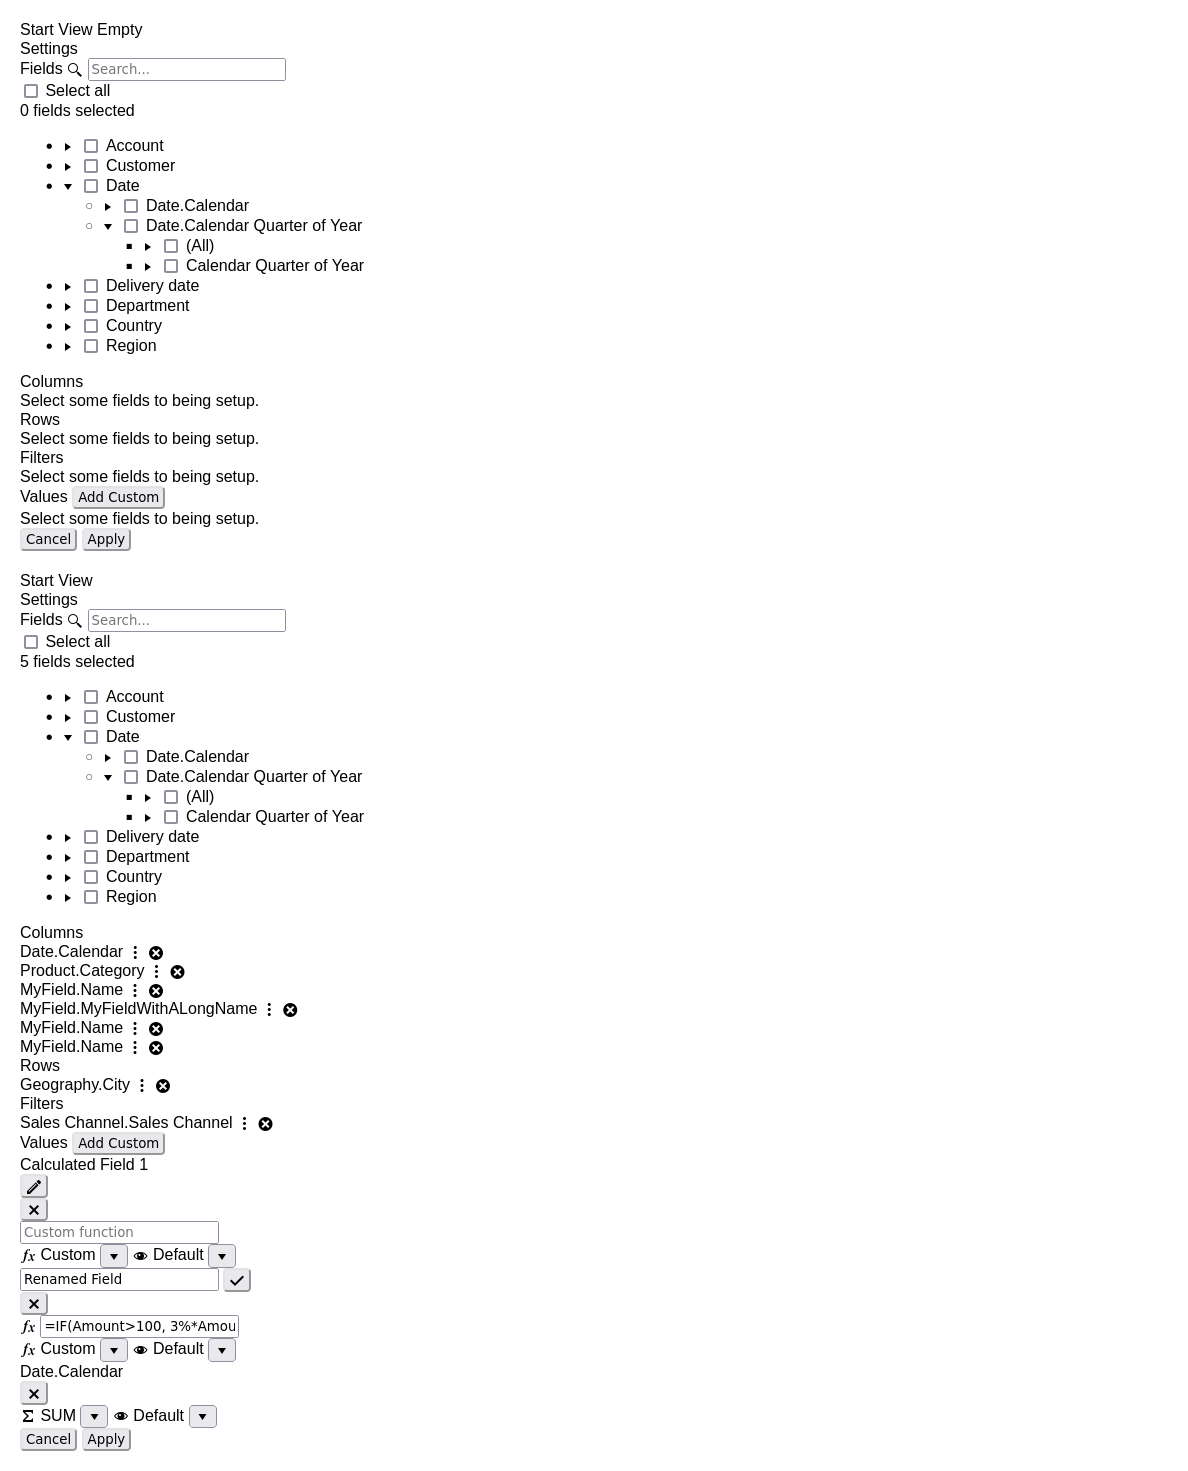 Start View Empty
Settings
Fields Search...
Select all
0 fields selected
Account
Customer
Date
Date.Calendar
Date.Calendar Quarter of Year
(All)
Calendar Quarter of Year
Delivery date
Department
Country
Region
Columns
Select some fields to being setup.
Rows
Select some fields to being setup.
Filters
Select some fields to being setup.
Values Add Custom
Select some fields to being setup.
Cancel Apply
Start View
Settings
Fields Search...
Select all
5 fields selected
Account
Customer
Date
Date.Calendar
Date.Calendar Quarter of Year
(All)
Calendar Quarter of Year
Delivery date
Department
Country
Region
Columns
Date.Calendar
Product.Category
MyField.Name
MyField.MyFieldWithALongName
MyField.Name
MyField.Name
Rows
Geography.City
Filters
Sales Channel.Sales Channel
Values Add Custom
Calculated Field 1
Custom function
fx Custom Default
Renamed Field
fx =IF(Amount>100, 3%*Amou
fx Custom Default
Date.Calendar
Σ SUM Default
Cancel Apply